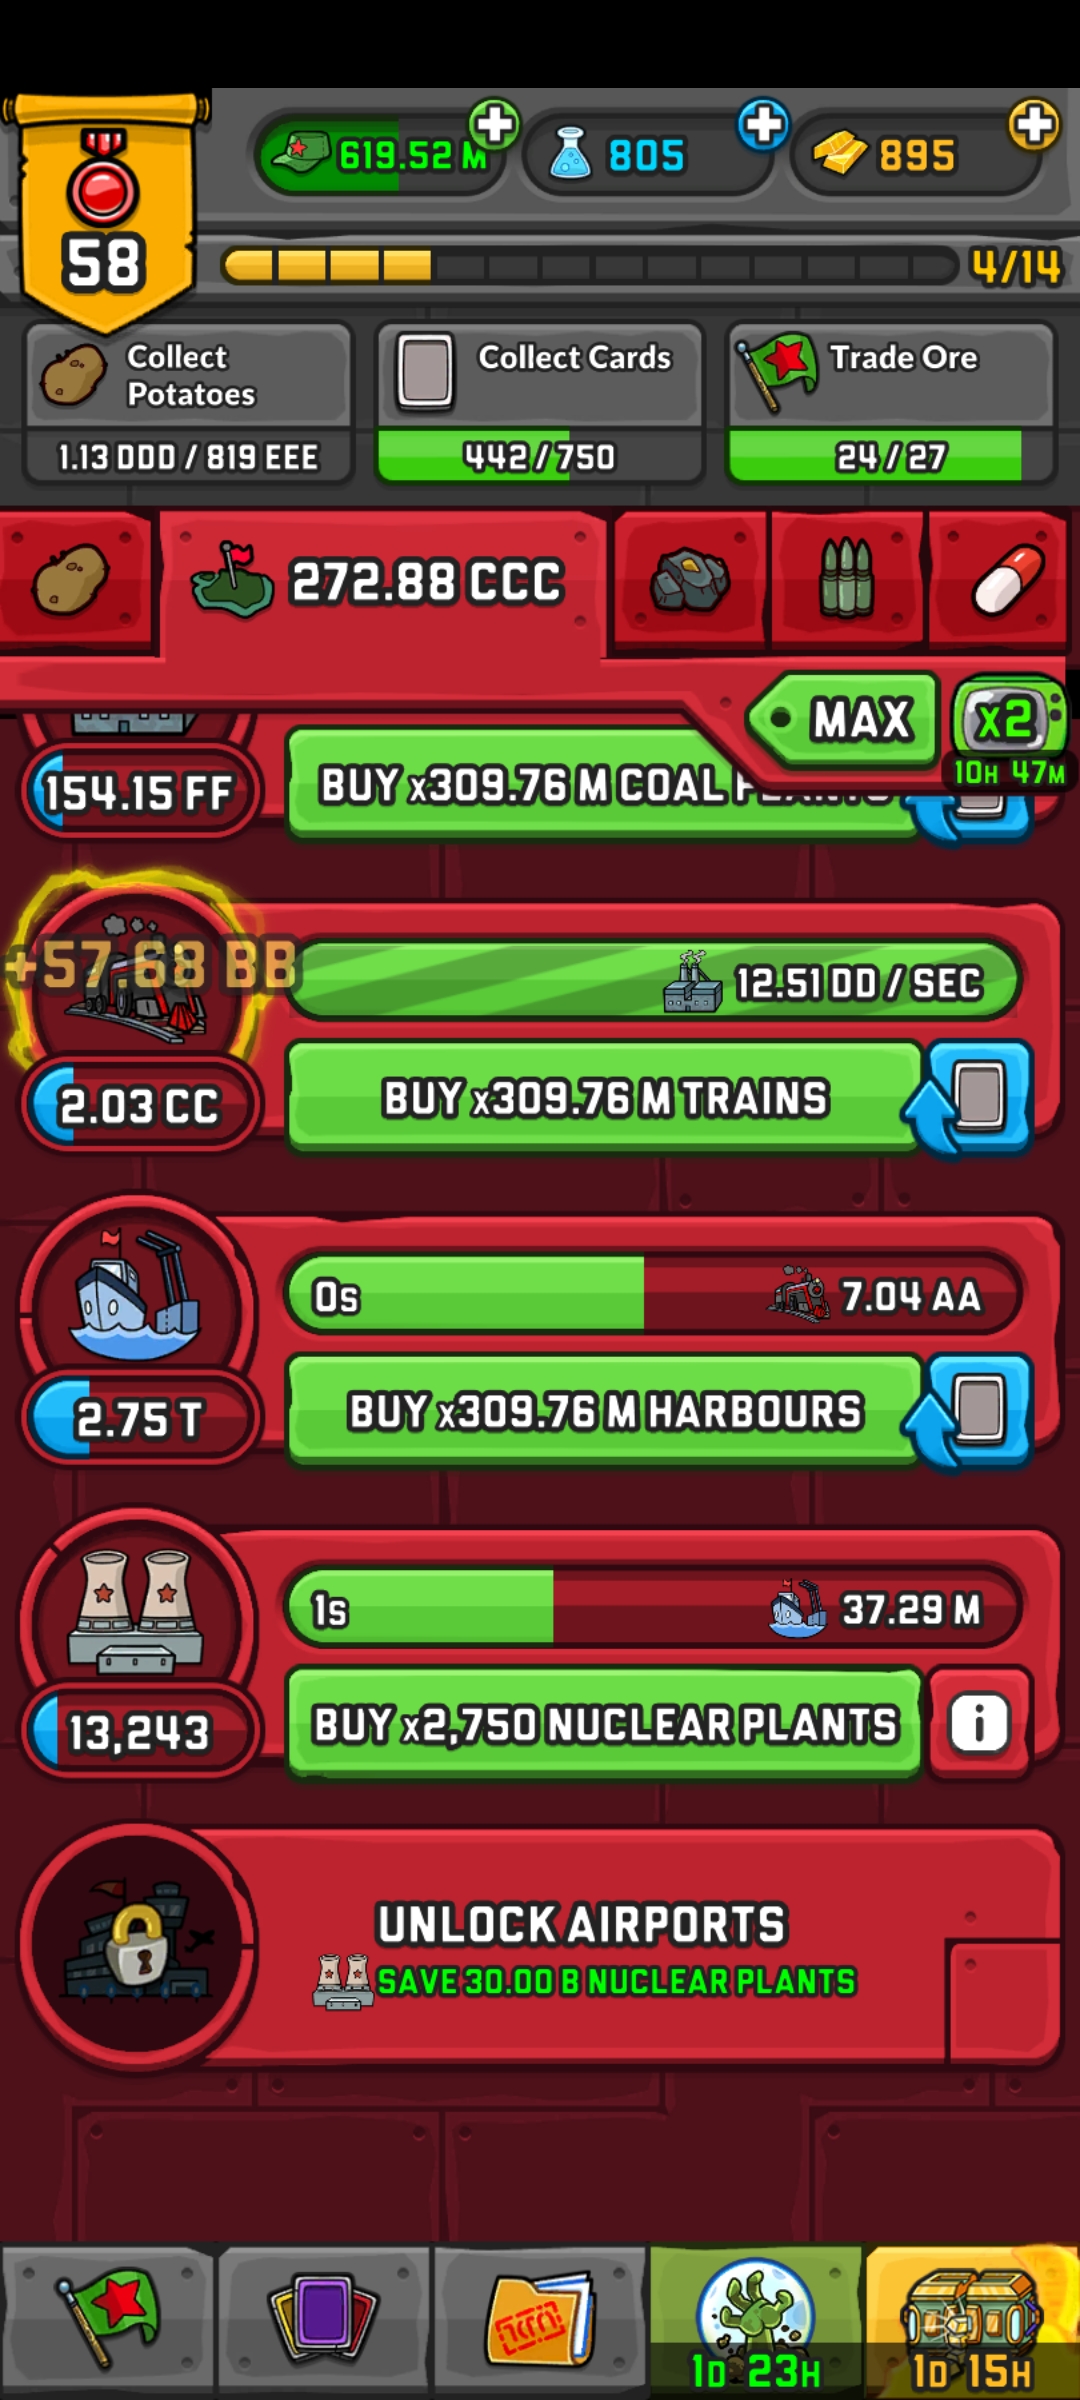 619.52 M
805
895
58
4/14
Collect
Potatoes
Collect Cards
Trade Ore
1.13 DDD / 819 EEE
442/750
24/27
272.88 CCC
MAX
x2
10H 47M
154.15 FF
BUY x309.76 M COAL PLANTS
+57.68 BB
12.51 DD / SEC
2.03 CC
BUY x309.76 M TRAINS
0s
7.04 AA
2.75 T
BUY x309.76 M HARBOURS
1s
37.29 M
13,243
BUY x2,750 NUCLEAR PLANTS
i
UNLOCK AIRPORTS
SAVE 30.00 B NUCLEAR PLANTS
1D 23H
1D 15H